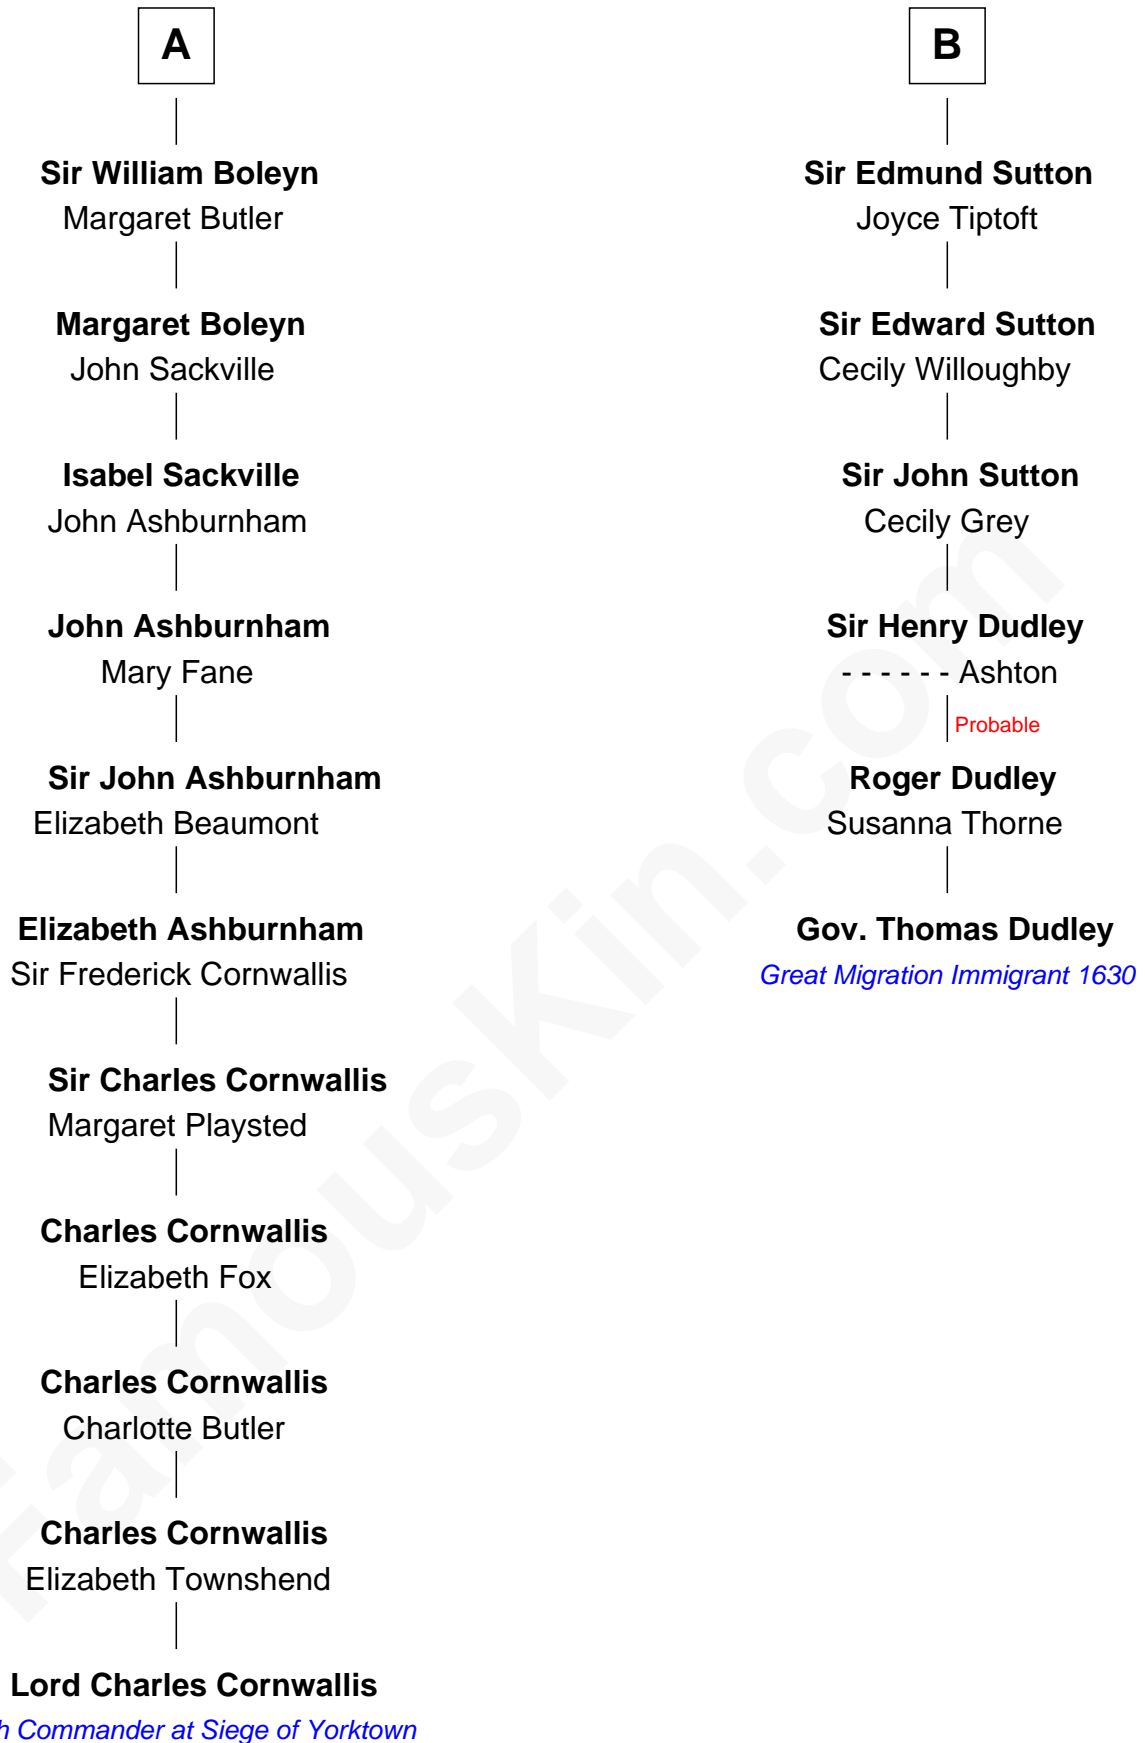 A
Sir William Boleyn
Margaret Butler
Margaret Boleyn
John Sackville
Isabel Sackville
John Ashburnham
John Ashburnham
Mary Fane
Sir John Ashburnham
Elizabeth Beaumont
Elizabeth Ashburnham
Sir Frederick Cornwallis
Sir Charles Cornwallis
Margaret Playsted
Charles Cornwallis
Elizabeth Fox
Charles Cornwallis
Charlotte Butler
Charles Cornwallis
Elizabeth Townshend
Lord Charles Cornwallis
h Commander at Siege of Yorktown
B
Sir Edmund Sutton
Joyce Tiptoft
Sir Edward Sutton
Cecily Willoughby
Sir John Sutton
Cecily Grey
Sir Henry Dudley
- - - - - - Ashton
Probable
Roger Dudley
Susanna Thorne
Gov. Thomas Dudley
Great Migration Immigrant 1630
FamousKin.com